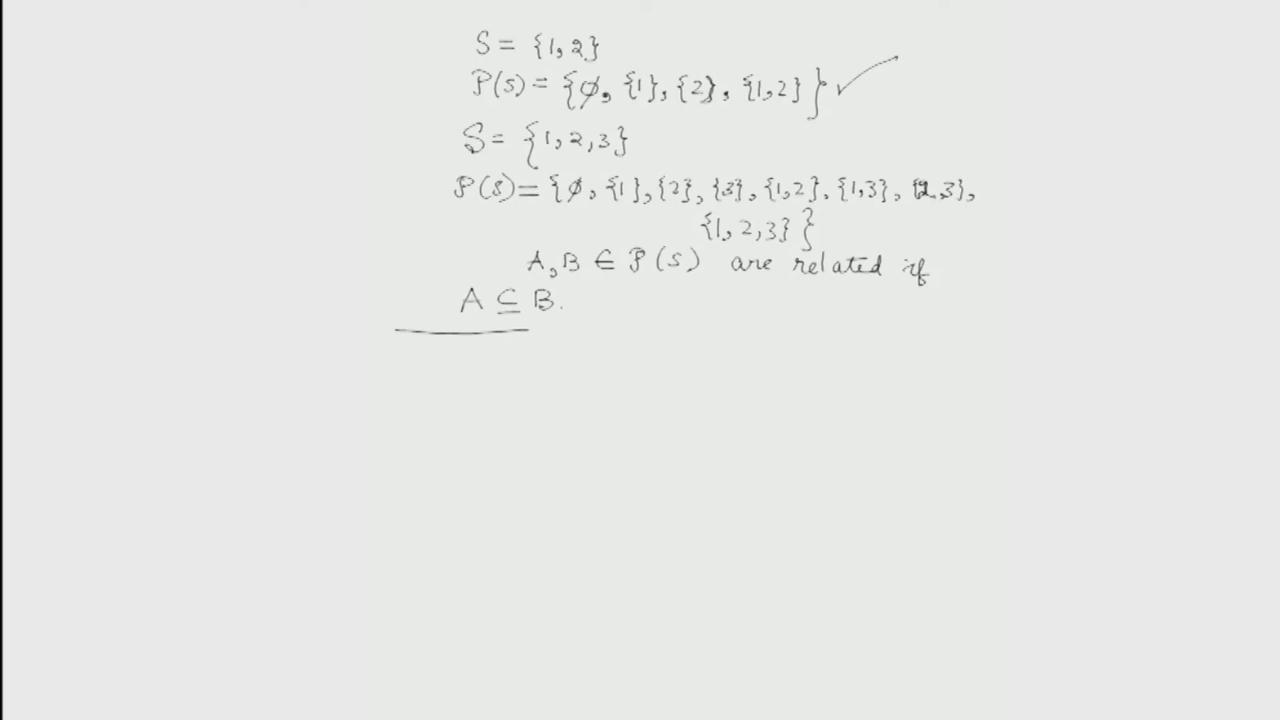 S = {1, 2}
P(S) = {φ, {1}, {2}, {1,2}}
S = {1, 2, 3}
P(S) = {φ, {1}, {2}, {3}, {1,2}, {1,3}, {2,3},
{1, 2, 3}}
A, B ∈ P(S) are related if
A ⊆ B.